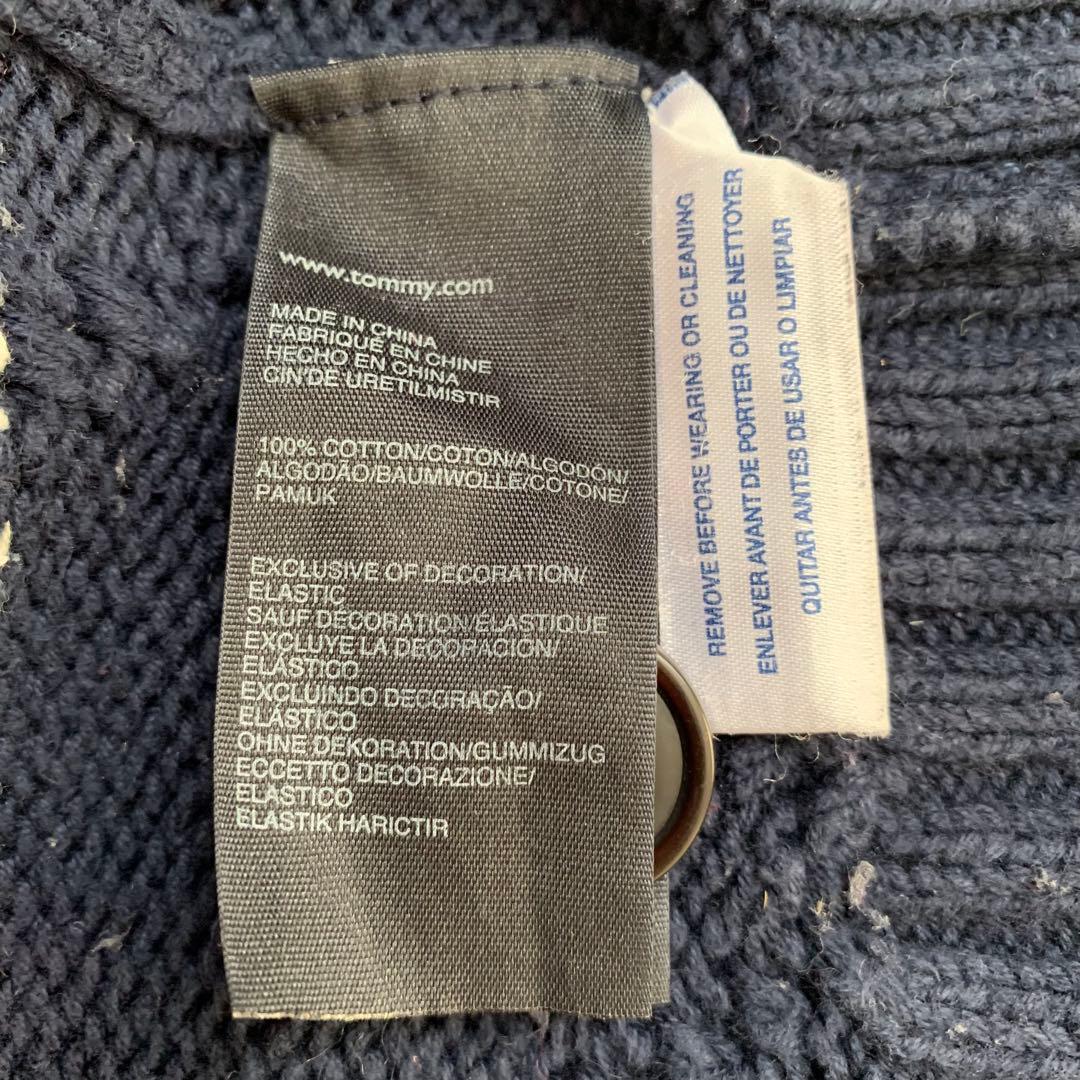 www.tommy.com
MADE IN CHINA
FABRIQUÉ EN CHINE
HECHO EN CHINA
CIN'DE URETILMISTIR
100% COTTON/COTON/ALGODON/
ALGODÃO/BAUMWOLLE/COTONE/
PAMUK
EXCLUSIVE OF DECORATION/
ELASTIC
SAUF DECORATION/ÉLASTIQUE
EXCLUYE LA DECORACION/
ELÁSTICO
EXCLUINDO DECORAÇÃO/
ELÁSTICO
OHNE DEKORATION/GUMMIZUG
ECCETTO DECORAZIONE/
ELASTICO
ELASTIK HARICTIR
REMOVE BEFORE WEARING OR CLEANING
ENLEVER AVANT DE PORTER OU DE NETTOYER
QUITAR ANTES DE USAR O LIMPIAR